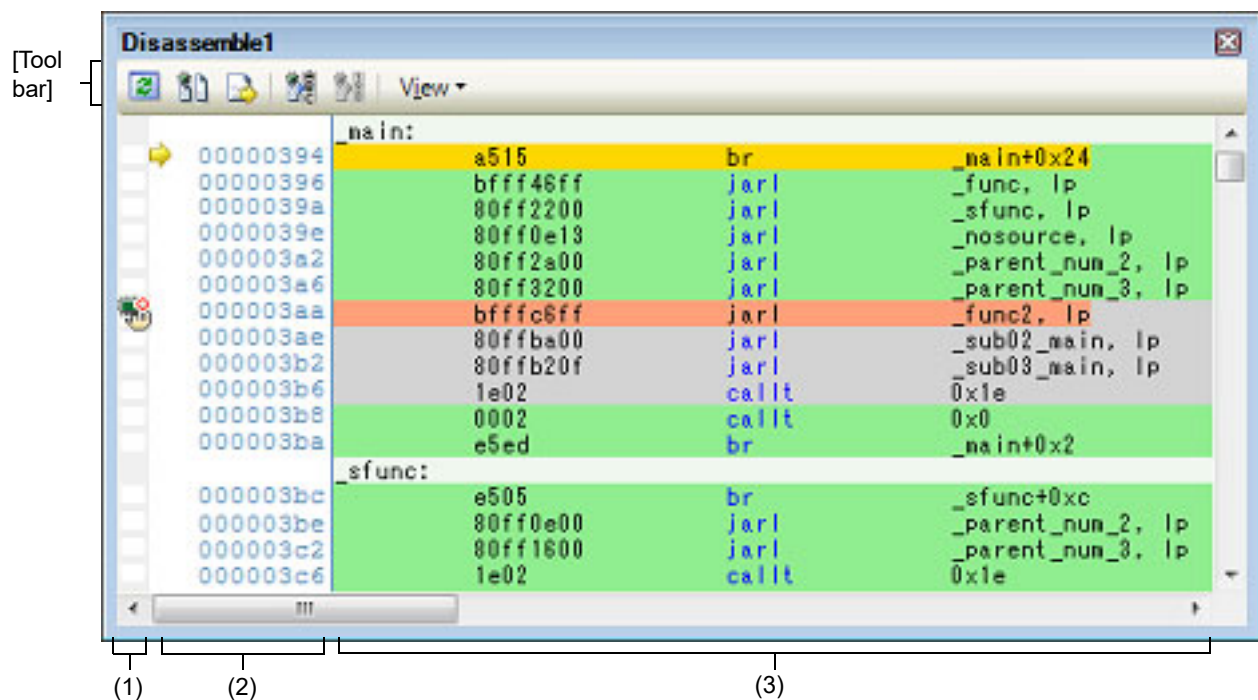 Disassemble1
[Tool bar]
View
_main:
00000394 a515 br _main+0x24
00000396 bfff46ff jarl _func, lp
0000039a 80ff2200 jarl _sfunc, lp
0000039e 80ff0e13 jarl _nosource, lp
000003a2 80ff2a00 jarl _parent_num_2, lp
000003a6 80ff3200 jarl _parent_num_3, lp
000003aa bfffc6ff jarl _func2, lp
000003ae 80ffba00 jarl _sub02_main, lp
000003b2 80ffb20f jarl _sub03_main, lp
000003b6 1e02 callt 0x1e
000003b8 0002 callt 0x0
000003ba e5ed br _main+0x2
_sfunc:
000003bc e505 br _sfunc+0xc
000003be 80ff0e00 jarl _parent_num_2, lp
000003c2 80ff1600 jarl _parent_num_3, lp
000003c6 1e02 callt 0x1e
(1) (2) (3)